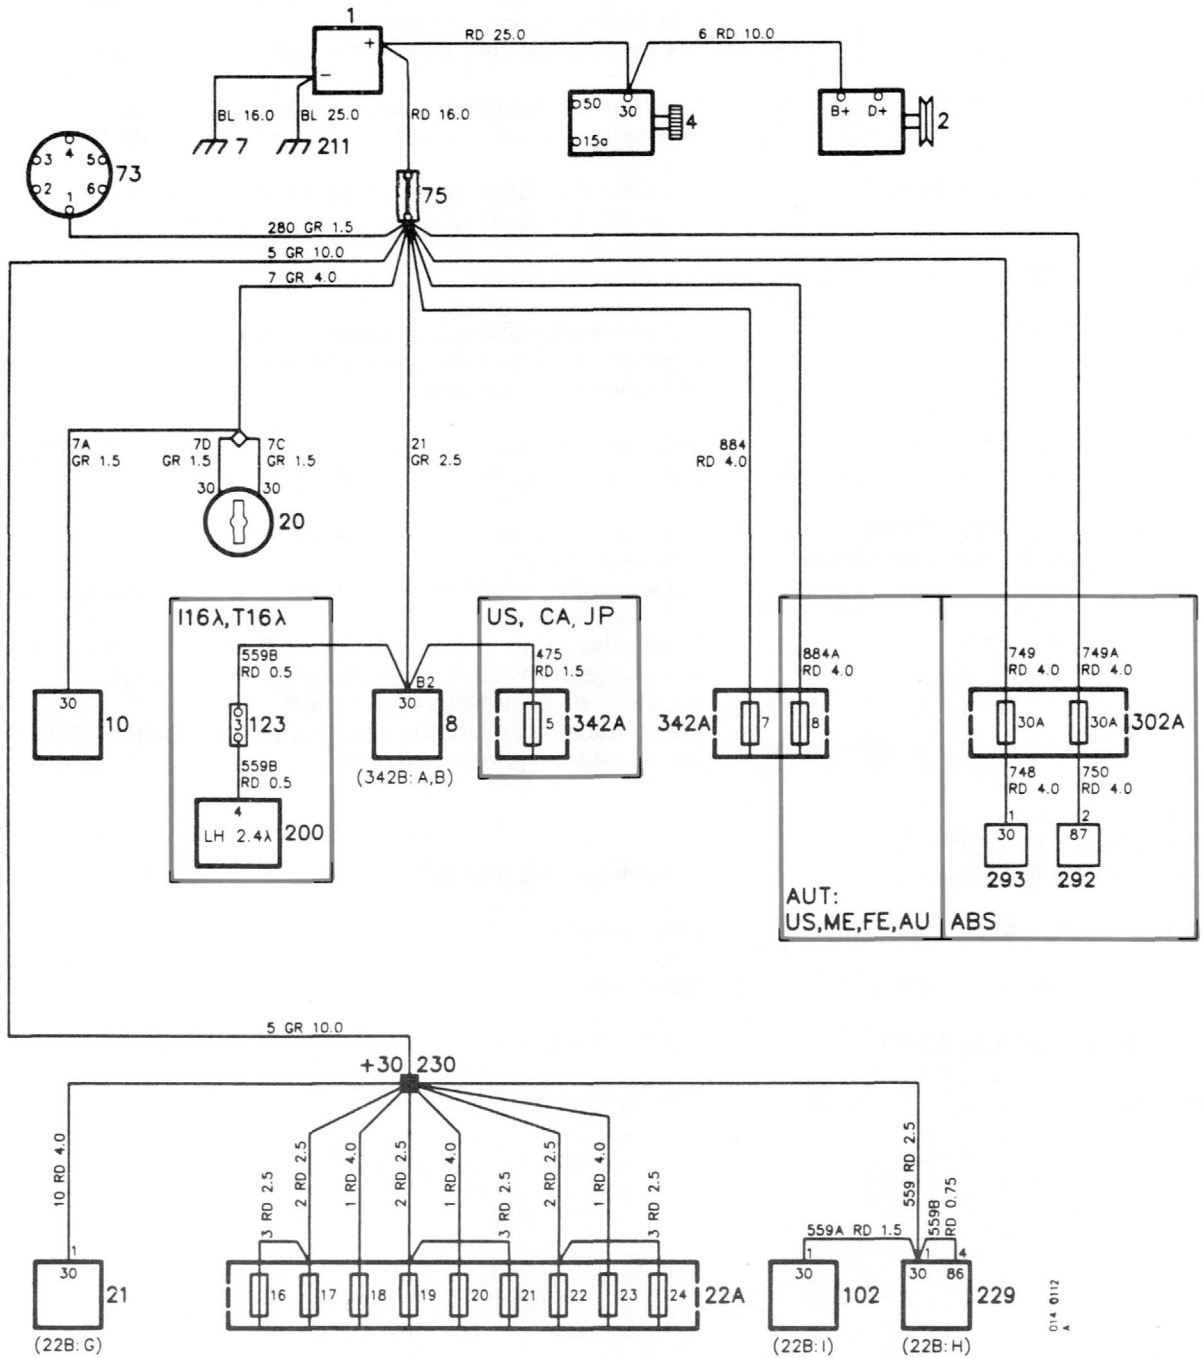 1
+
−
RD 25.0
6 RD 10.0
BL 16.0
BL 25.0
RD 16.0
7
211
50
30
15a
4
B+
D+
2
4
3
5
2
6
1
73
75
280 GR 1.5
5 GR 10.0
7 GR 4.0
7A
GR 1.5
7D
GR 1.5
7C
GR 1.5
21
GR 2.5
884
RD 4.0
30
30
20
I16λ,T16λ
US, CA, JP
559B
RD 0.5
B2
475
RD 1.5
884A
RD 4.0
749
RD 4.0
749A
RD 4.0
30
10
3
123
30
8
5
342A
342A
7
8
30A
30A
302A
559B
RD 0.5
(342B:A,B)
748
RD 4.0
750
RD 4.0
4
LH 2.4λ
200
1
30
293
2
87
292
AUT:
US,ME,FE,AU
ABS
5 GR 10.0
+30
230
10 RD 4.0
3 RD 2.5
2 RD 2.5
1 RD 4.0
2 RD 2.5
1 RD 4.0
3 RD 2.5
2 RD 2.5
1 RD 4.0
3 RD 2.5
559 RD 2.5
559B
RD 0.75
559A RD 1.5
1
30
21
16
17
18
19
20
21
22
23
24
22A
1
30
102
1
30
4
86
229
(22B:G)
(22B:I)
(22B:H)
014 0112
A